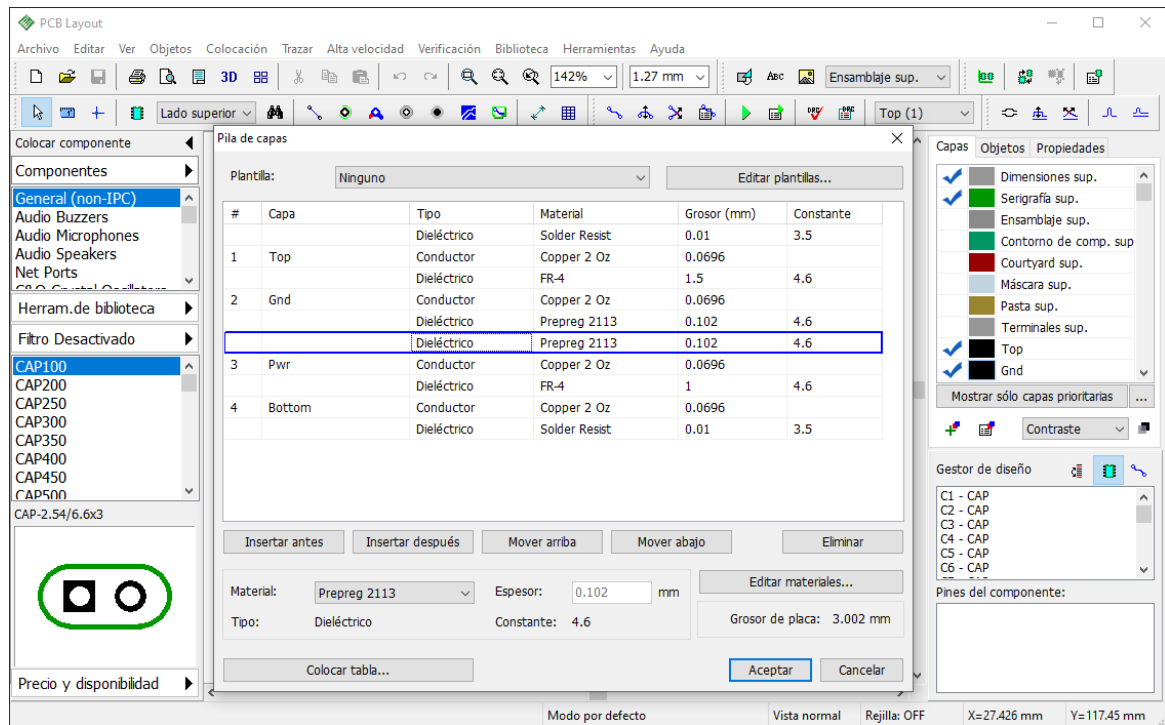 PCB Layout
Archivo Editar Ver Objetos Colocación Trazar Alta velocidad Verificación Biblioteca Herramientas Ayuda
3D 142% 1.27 mm ABC Ensamblaje sup.
Lado superior Top (1)
Colocar componente
Componentes
General (non-IPC)
Audio Buzzers
Audio Microphones
Audio Speakers
Net Ports
Herram.de biblioteca
Filtro Desactivado
CAP100
CAP200
CAP250
CAP300
CAP350
CAP400
CAP450
CAP500
CAP-2.54/6.6x3
Precio y disponibilidad
Pila de capas
Plantilla: Ninguno Editar plantillas...
# Capa Tipo Material Grosor (mm) Constante
Dieléctrico Solder Resist 0.01 3.5
1 Top Conductor Copper 2 Oz 0.0696
Dieléctrico FR-4 1.5 4.6
2 Gnd Conductor Copper 2 Oz 0.0696
Dieléctrico Prepreg 2113 0.102 4.6
Dieléctrico Prepreg 2113 0.102 4.6
3 Pwr Conductor Copper 2 Oz 0.0696
Dieléctrico FR-4 1 4.6
4 Bottom Conductor Copper 2 Oz 0.0696
Dieléctrico Solder Resist 0.01 3.5
Insertar antes Insertar después Mover arriba Mover abajo Eliminar
Material: Prepreg 2113 Espesor: 0.102 mm Editar materiales...
Tipo: Dieléctrico Constante: 4.6 Grosor de placa: 3.002 mm
Colocar tabla... Aceptar Cancelar
Capas Objetos Propiedades
Dimensiones sup.
Serigrafía sup.
Ensamblaje sup.
Contorno de comp. sup
Courtyard sup.
Máscara sup.
Pasta sup.
Terminales sup.
Top
Gnd
Mostrar sólo capas prioritarias ...
Contraste
Gestor de diseño
C1 - CAP
C2 - CAP
C3 - CAP
C4 - CAP
C5 - CAP
C6 - CAP
Pines del componente:
Modo por defecto Vista normal Rejilla: OFF X=27.426 mm Y=117.45 mm